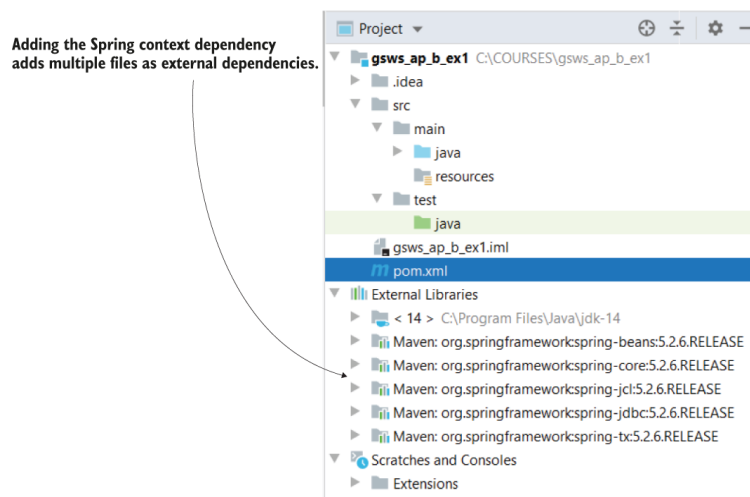 Project
Adding the Spring context dependency
adds multiple files as external dependencies.
gsws_ap_b_ex1 C:\COURSES\gsws_ap_b_ex1
.idea
src
main
java
resources
test
java
gsws_ap_b_ex1.iml
pom.xml
External Libraries
< 14 > C:\Program Files\Java\jdk-14
Maven: org.springframework:spring-beans:5.2.6.RELEASE
Maven: org.springframework:spring-core:5.2.6.RELEASE
Maven: org.springframework:spring-jcl:5.2.6.RELEASE
Maven: org.springframework:spring-jdbc:5.2.6.RELEASE
Maven: org.springframework:spring-tx:5.2.6.RELEASE
Scratches and Consoles
Extensions